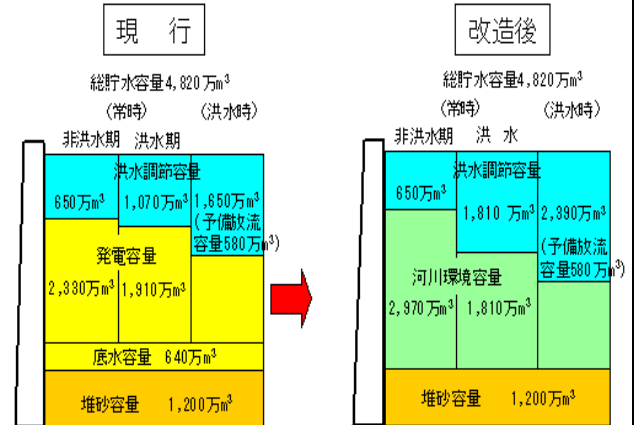 現 行
総貯水容量4,820万m³
(常時) (洪水時)
非洪水期 洪水期
洪水調節容量
650万m³ 1,070万m³ 1,650万m³
(予備放流
容量580万m³)
発電容量
2,330万m³ 1,910万m³
底水容量 640万m³
堆砂容量 1,200万m³
改造後
総貯水容量4,820万m³
(常時) (洪水時)
非洪水期 洪 水
洪水調節容量
650万m³
1,810 万m³ 2,390万m³
(予備放流
容量580万m³)
河川環境容量
2,970万m³ 1,810万m³
堆砂容量 1,200万m³